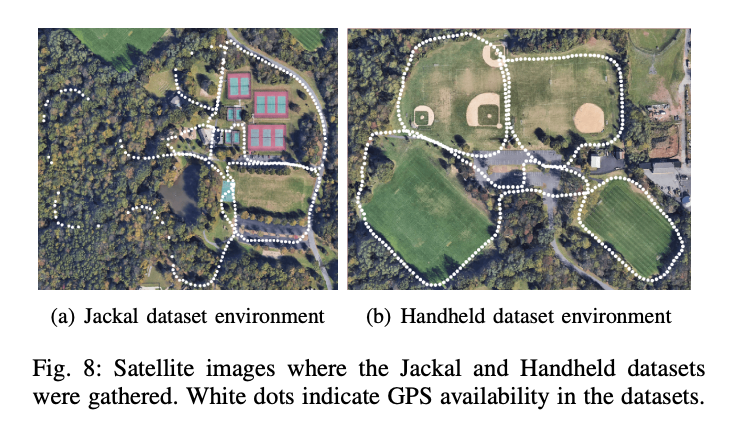 (a) Jackal dataset environment
(b) Handheld dataset environment
Fig. 8: Satellite images where the Jackal and Handheld datasets
were gathered. White dots indicate GPS availability in the datasets.